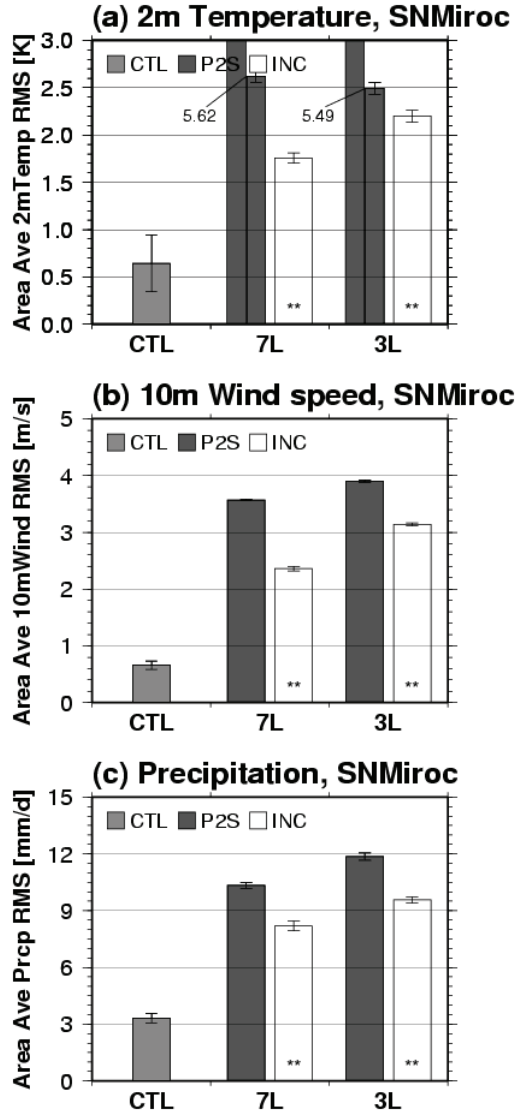 (a) 2m Temperature, SNMiroc
Area Ave 2mTemp RMS [K]
3.0
2.5
2.0
1.5
1.0
0.5
0.0
CTL P2S INC
5.62
5.49
** **
CTL 7L 3L
(b) 10m Wind speed, SNMiroc
Area Ave 10mWind RMS [m/s]
5
4
3
2
1
0
CTL P2S INC
** **
CTL 7L 3L
(c) Precipitation, SNMiroc
Area Ave Prcp RMS [mm/d]
15
12
9
6
3
0
CTL P2S INC
** **
CTL 7L 3L